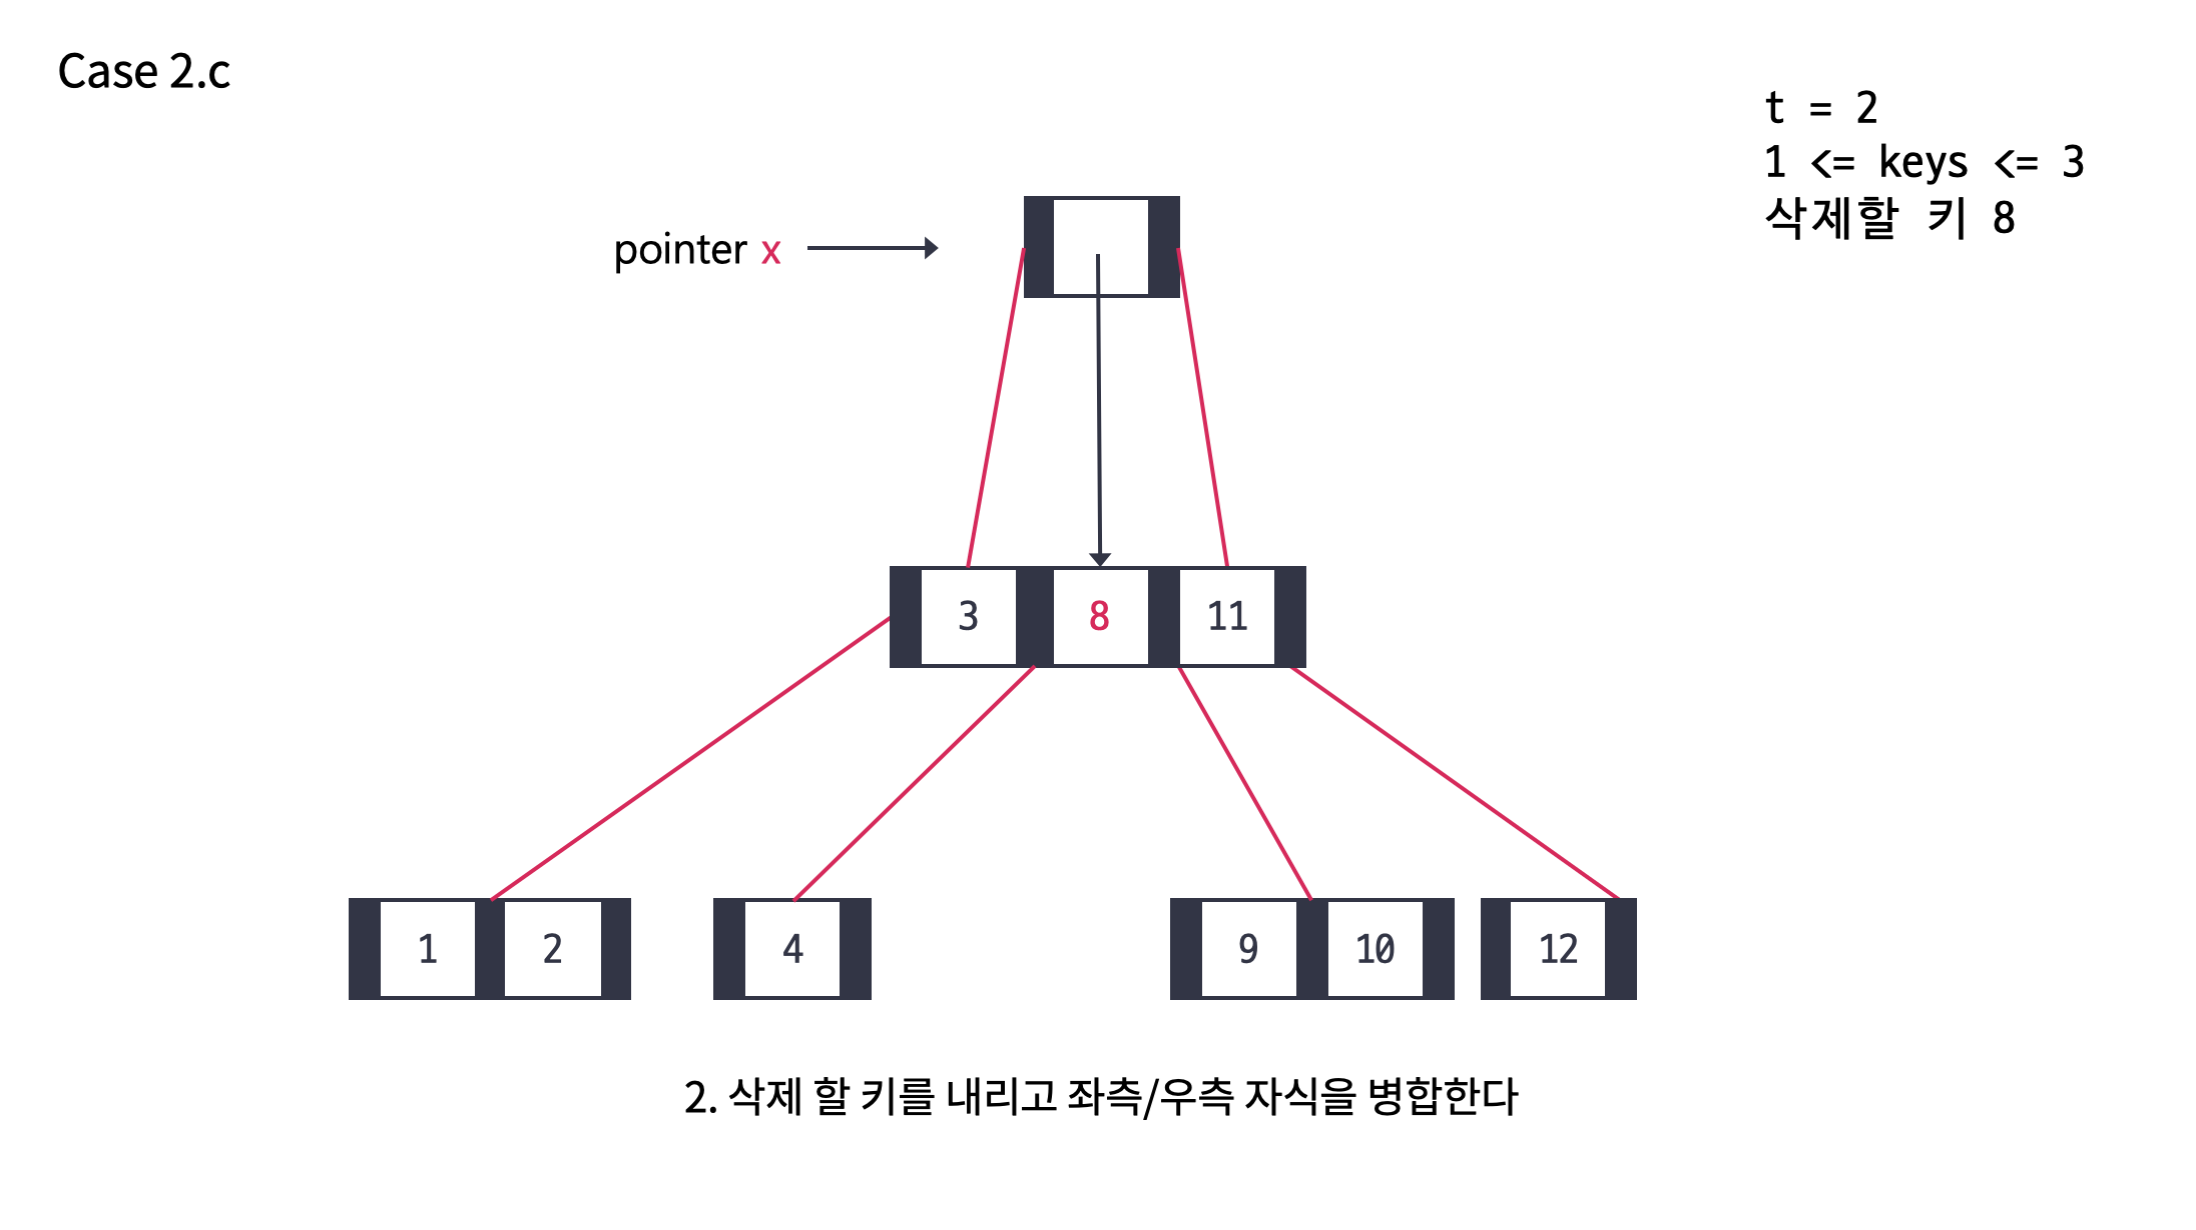 Case 2.c
t = 2
1 <= keys <= 3
삭제할 키 8
pointer x
3 8 11
1 2 4 9 10 12
2. 삭제 할 키를 내리고 좌측/우측 자식을 병합한다